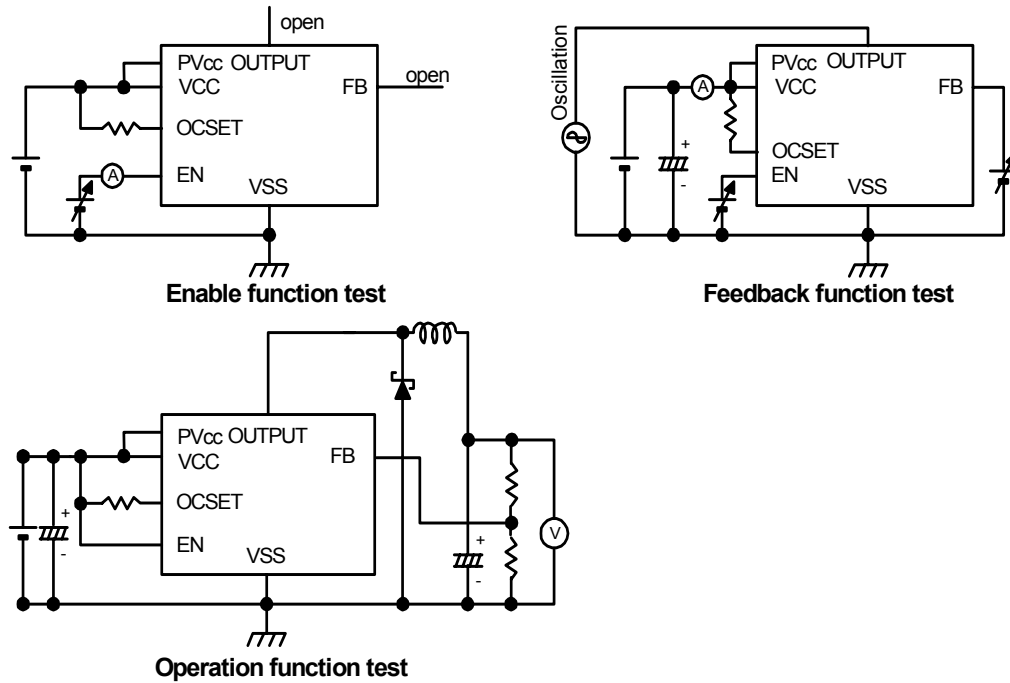 open
PVcc OUTPUT
VCC
FB
open
OCSET
A
EN
VSS
Enable function test
Oscillation
PVcc OUTPUT
A
VCC
FB
+
-
OCSET
EN
VSS
Feedback function test
PVcc OUTPUT
VCC
FB
OCSET
+
-
EN
VSS
+
-
V
Operation function test